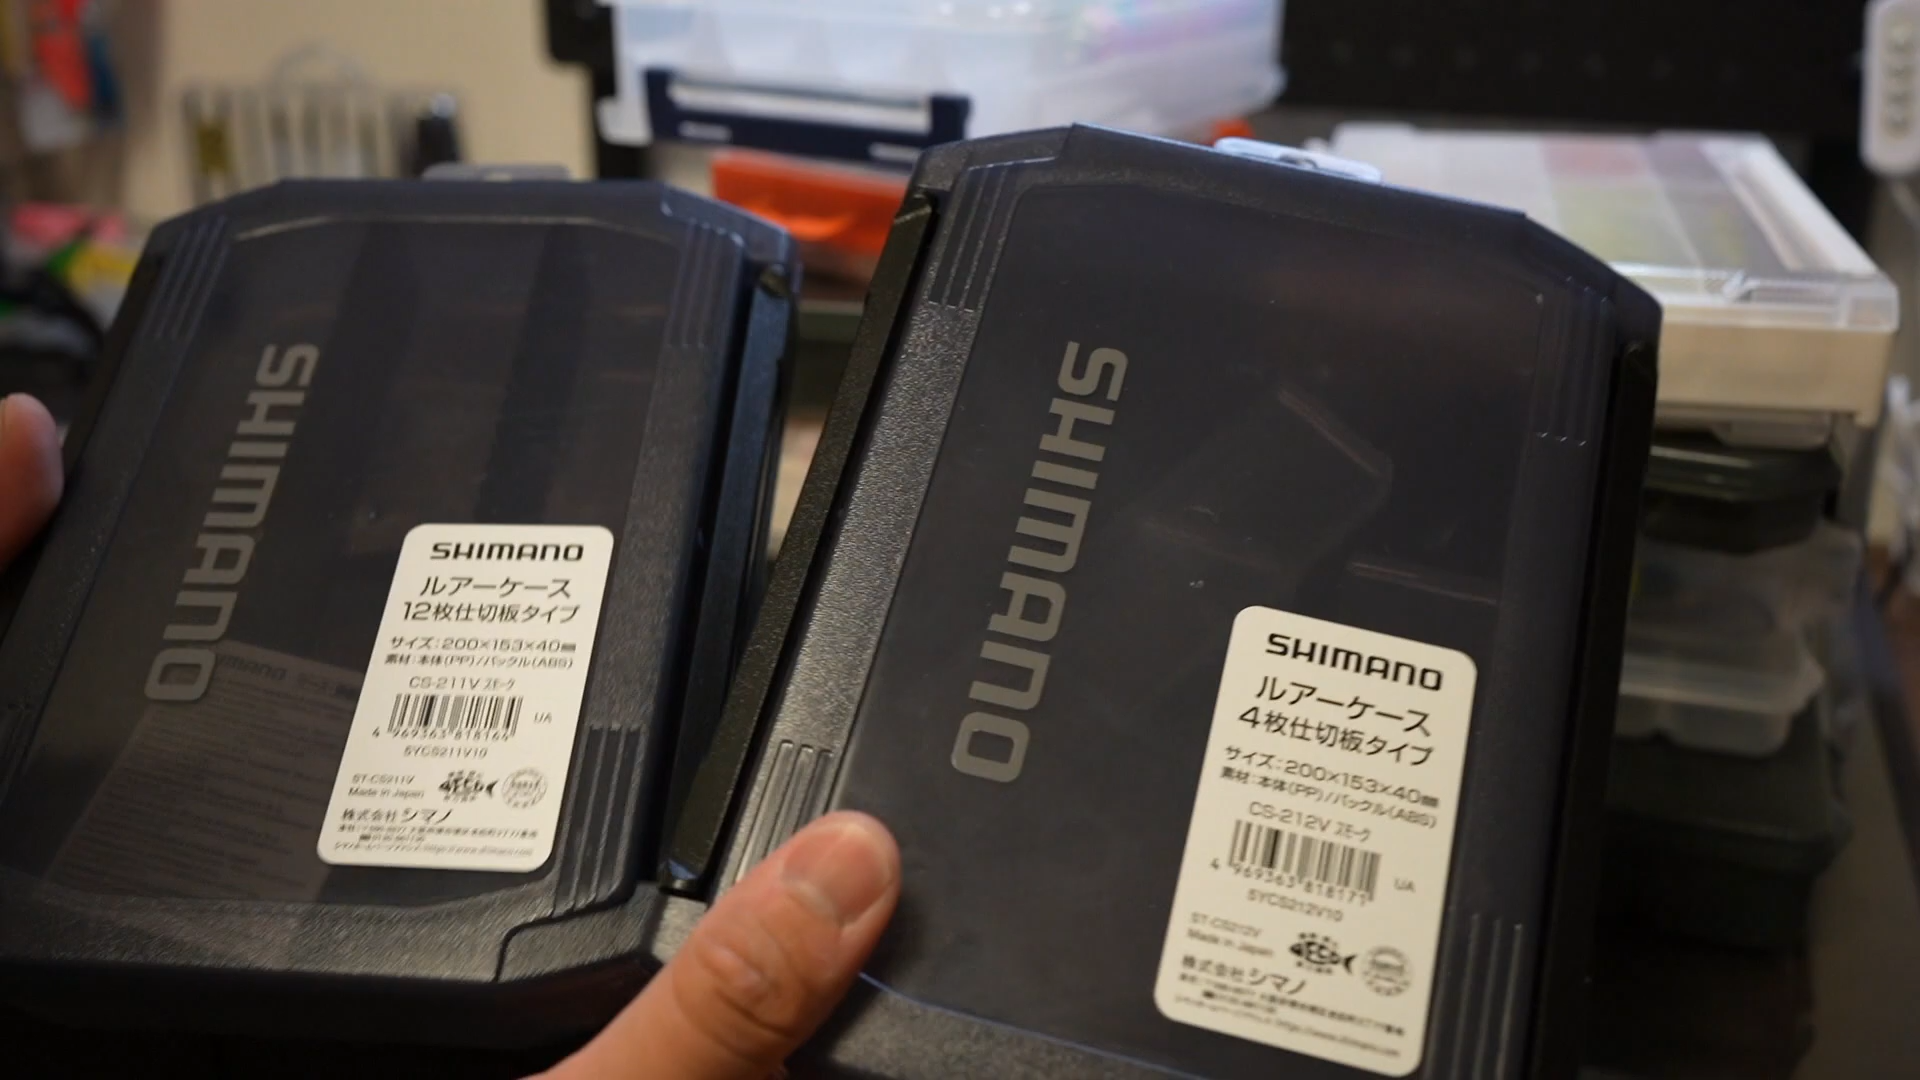 SHIMANO
SHIMANO
ルアーケース
12枚仕切板タイプ
サイズ:200×153×40㎜
素材:本体(PP)/バックル(ABS)
CS-211V スモーク
4 969363 818164
UA
SYCS211V10
ST-CS211V
Made in Japan
株式会社シマノ
SHIMANO
SHIMANO
ルアーケース
4枚仕切板タイプ
サイズ:200×153×40㎜
素材:本体(PP)/バックル(ABS)
CS-212V スモーク
4 969363 818171
UA
SYCS212V10
ST-CS212V
Made in Japan
株式会社シマノ